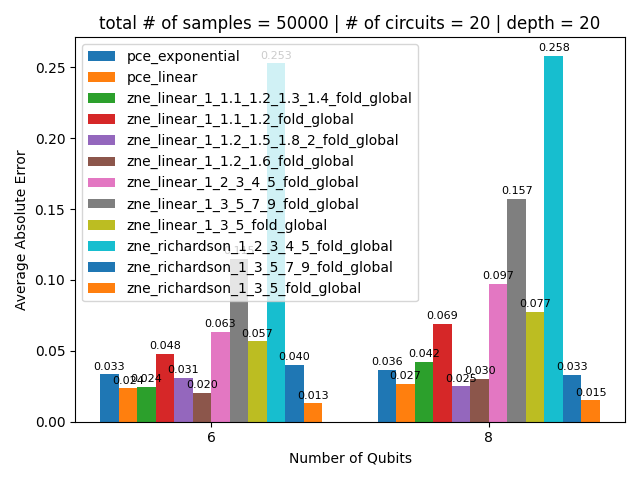 total # of samples = 50000 | # of circuits = 20 | depth = 20
pce_exponential
pce_linear
zne_linear_1_1.1_1.2_1.3_1.4_fold_global
zne_linear_1_1.1_1.2_fold_global
zne_linear_1_1.2_1.5_1.8_2_fold_global
zne_linear_1_1.2_1.6_fold_global
zne_linear_1_2_3_4_5_fold_global
zne_linear_1_3_5_7_9_fold_global
zne_linear_1_3_5_fold_global
zne_richardson_1_2_3_4_5_fold_global
zne_richardson_1_3_5_7_9_fold_global
zne_richardson_1_3_5_fold_global
Average Absolute Error
0.25
0.20
0.15
0.10
0.05
0.00
0.033
0.024
0.024
0.048
0.031
0.020
0.063
0.057
0.253
0.040
0.013
0.036
0.027
0.042
0.069
0.025
0.030
0.097
0.157
0.077
0.258
0.033
0.015
6
8
Number of Qubits